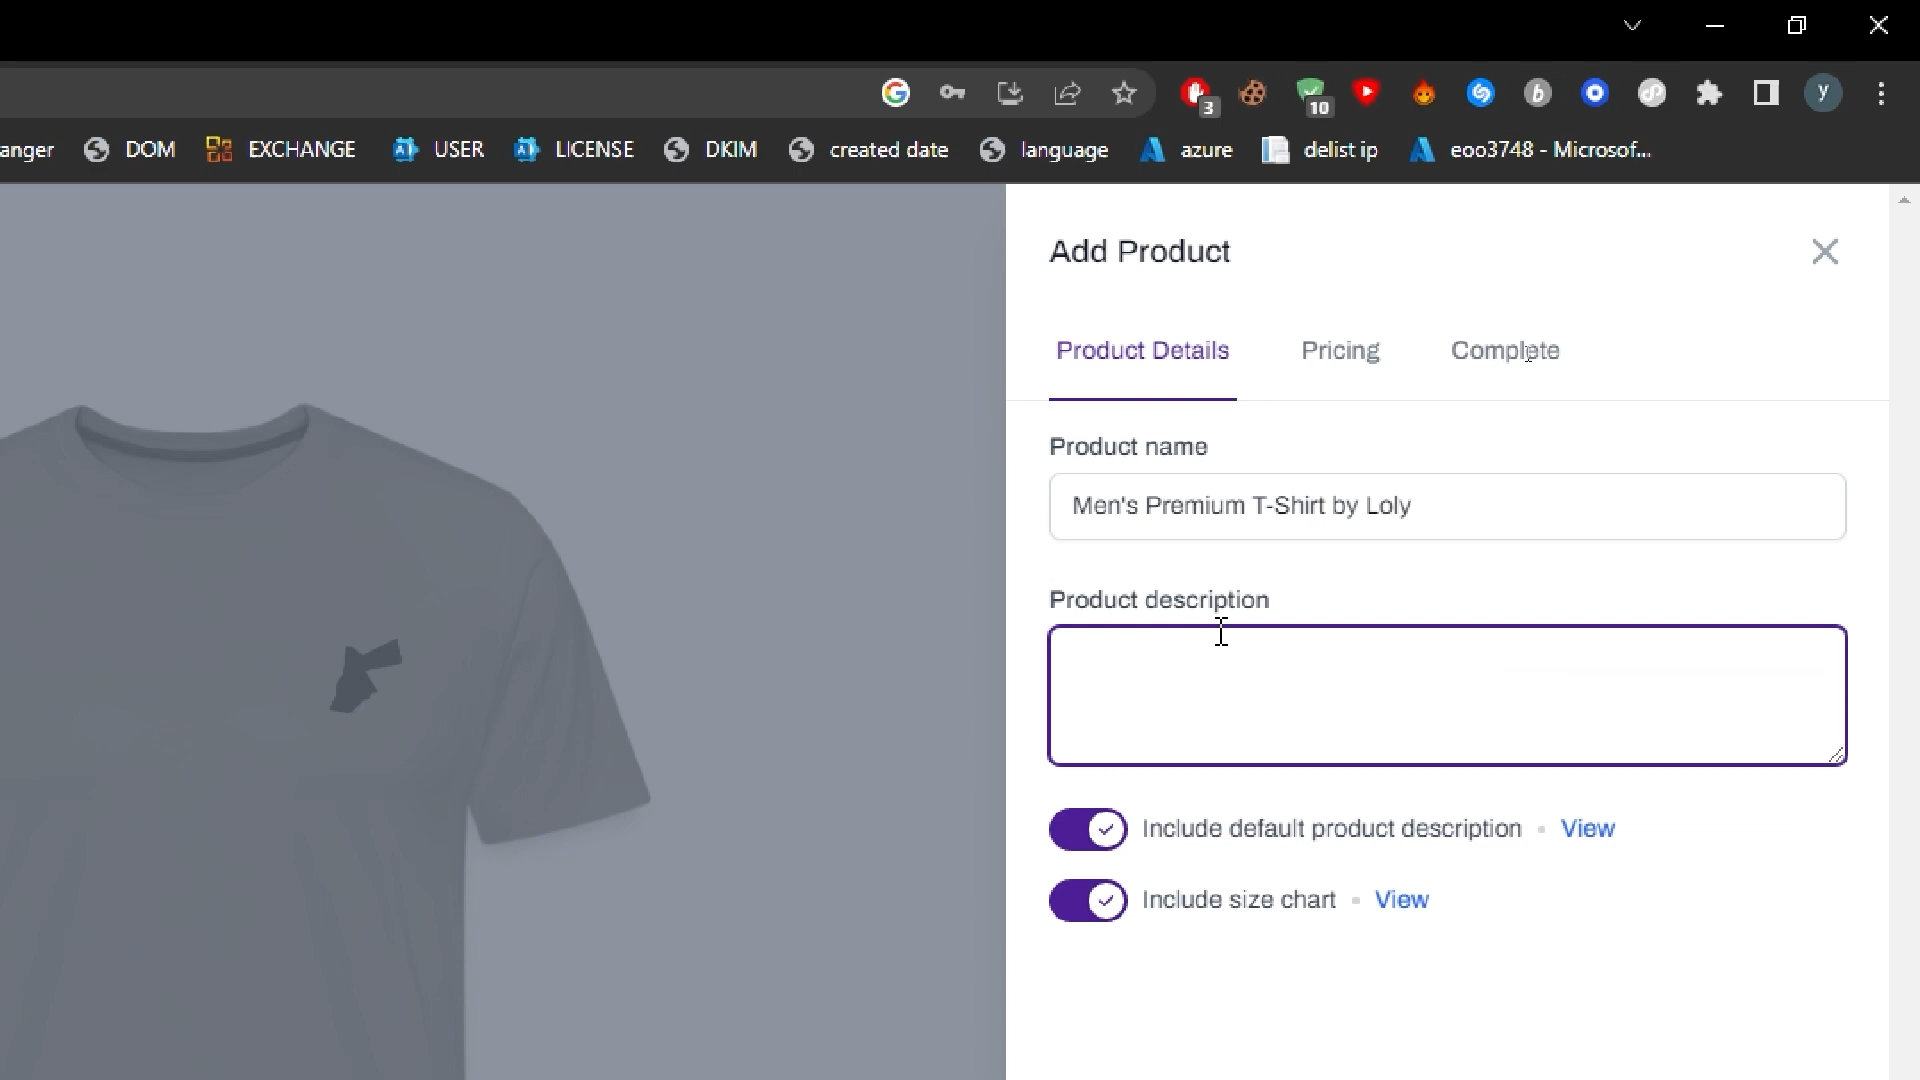 3
10
y
anger
DOM
EXCHANGE
USER
LICENSE
DKIM
created date
language
azure
delist ip
eoo3748 - Microsof...
Add Product
Product Details
Pricing
Complete
Product name
Men's Premium T-Shirt by Loly
Product description
Include default product description • View
Include size chart • View